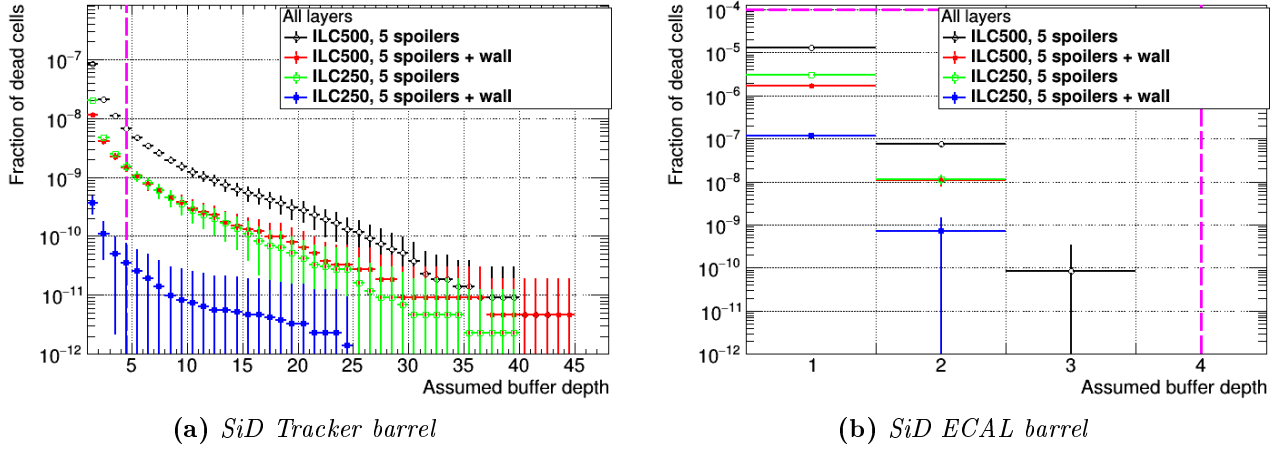 All layers
ILC500, 5 spoilers
ILC500, 5 spoilers + wall
ILC250, 5 spoilers
ILC250, 5 spoilers + wall
Fraction of dead cells
10⁻⁷
10⁻⁸
10⁻⁹
10⁻¹⁰
10⁻¹¹
10⁻¹²
5 10 15 20 25 30 35 40 45
Assumed buffer depth
(a) SiD Tracker barrel
All layers
ILC500, 5 spoilers
ILC500, 5 spoilers + wall
ILC250, 5 spoilers
ILC250, 5 spoilers + wall
Fraction of dead cells
10⁻⁴
10⁻⁵
10⁻⁶
10⁻⁷
10⁻⁸
10⁻⁹
10⁻¹⁰
10⁻¹¹
10⁻¹²
1 2 3 4
Assumed buffer depth
(b) SiD ECAL barrel